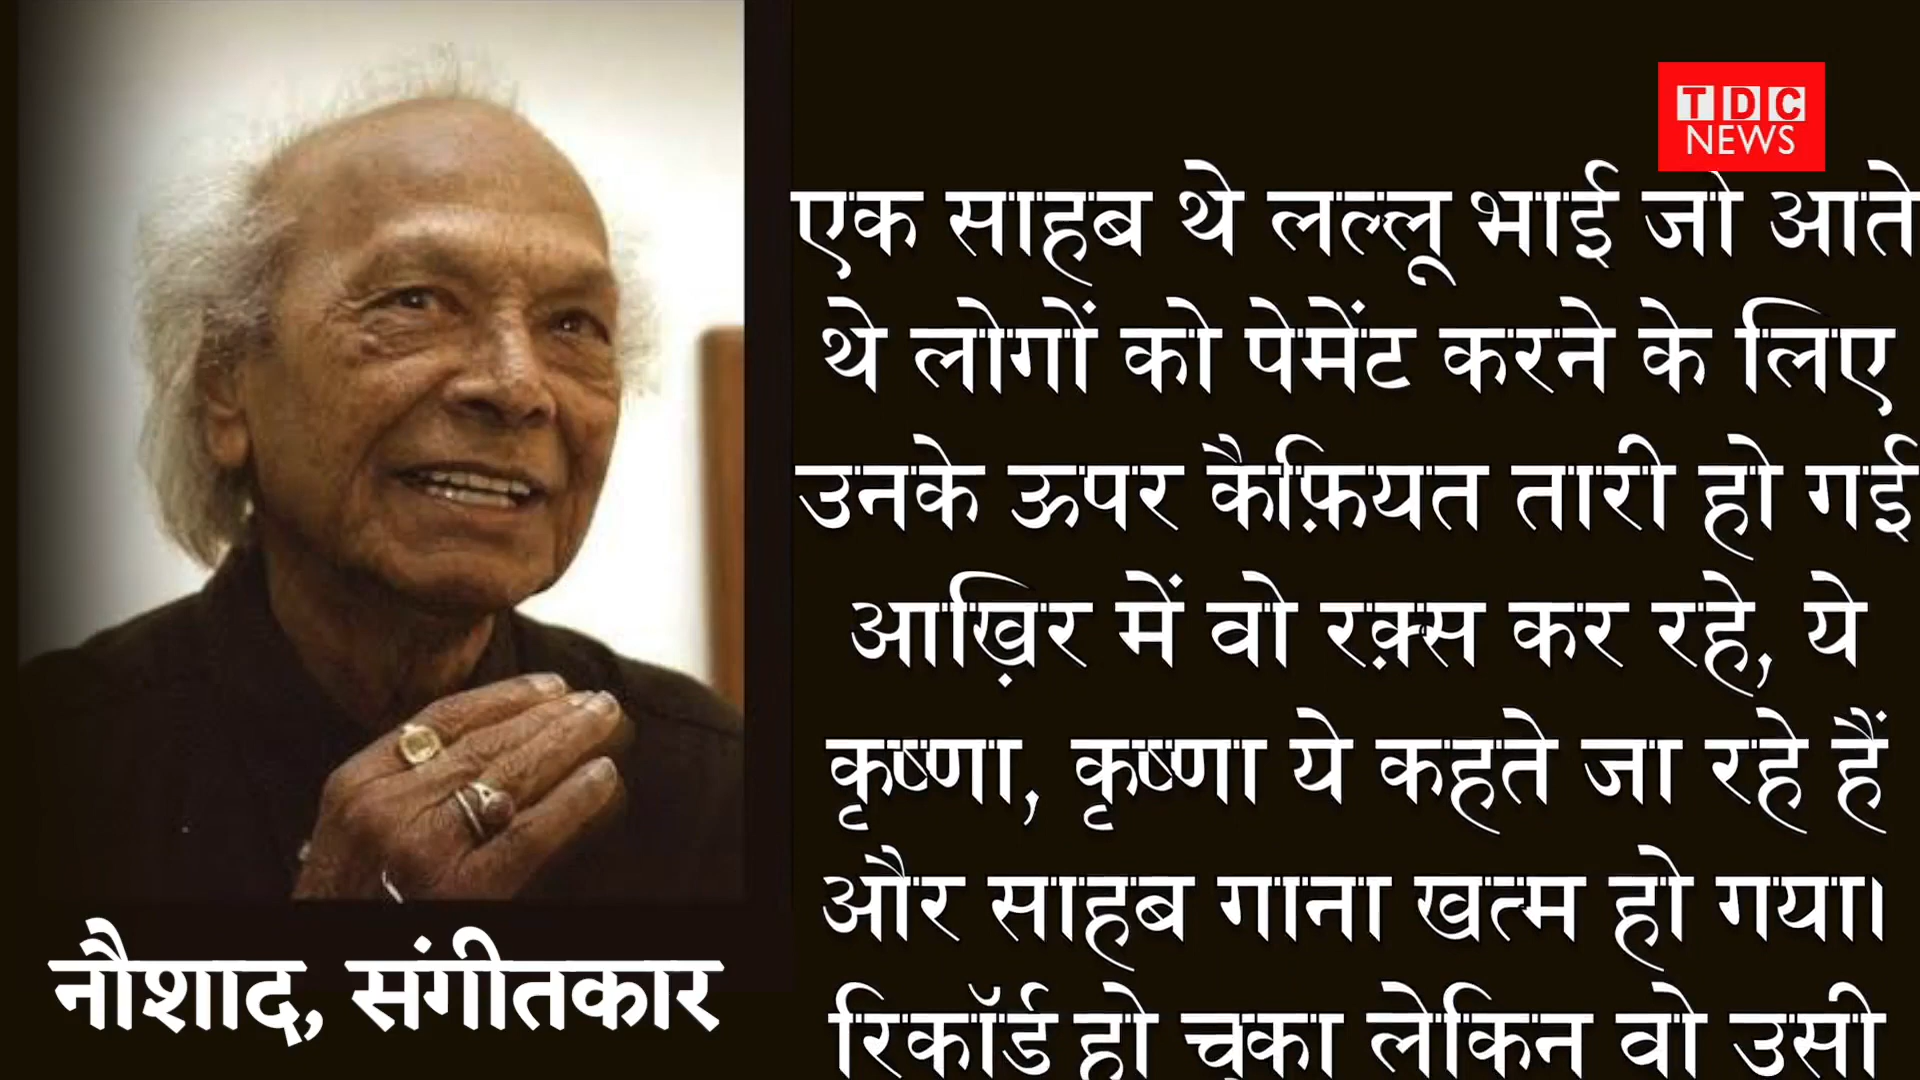 TDC
NEWS
एक साहब थे लल्लू भाई जो आते
थे लोगों को पेमेंट करने के लिए
उनके ऊपर कैफ़ियत तारी हो गई
आख़िर में वो रक़्स कर रहे, ये
कृष्णा, कृष्णा ये कहते जा रहे हैं
और साहब गाना खत्म हो गया।
रिकॉर्ड हो चुका लेकिन वो उसी
नौशाद, संगीतकार